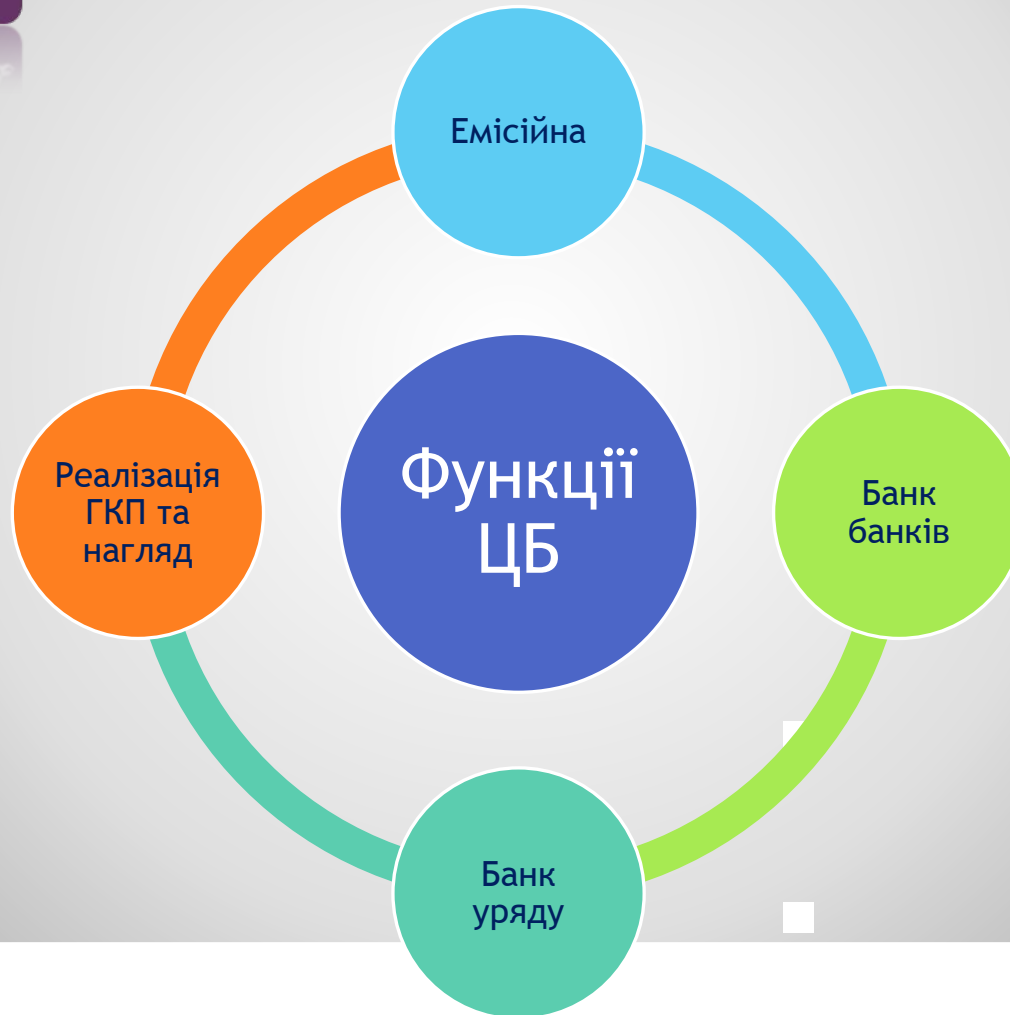 Емісійна
Функції
ЦБ
Банк
банків
Банк
уряду
Реалізація
ГКП та
нагляд